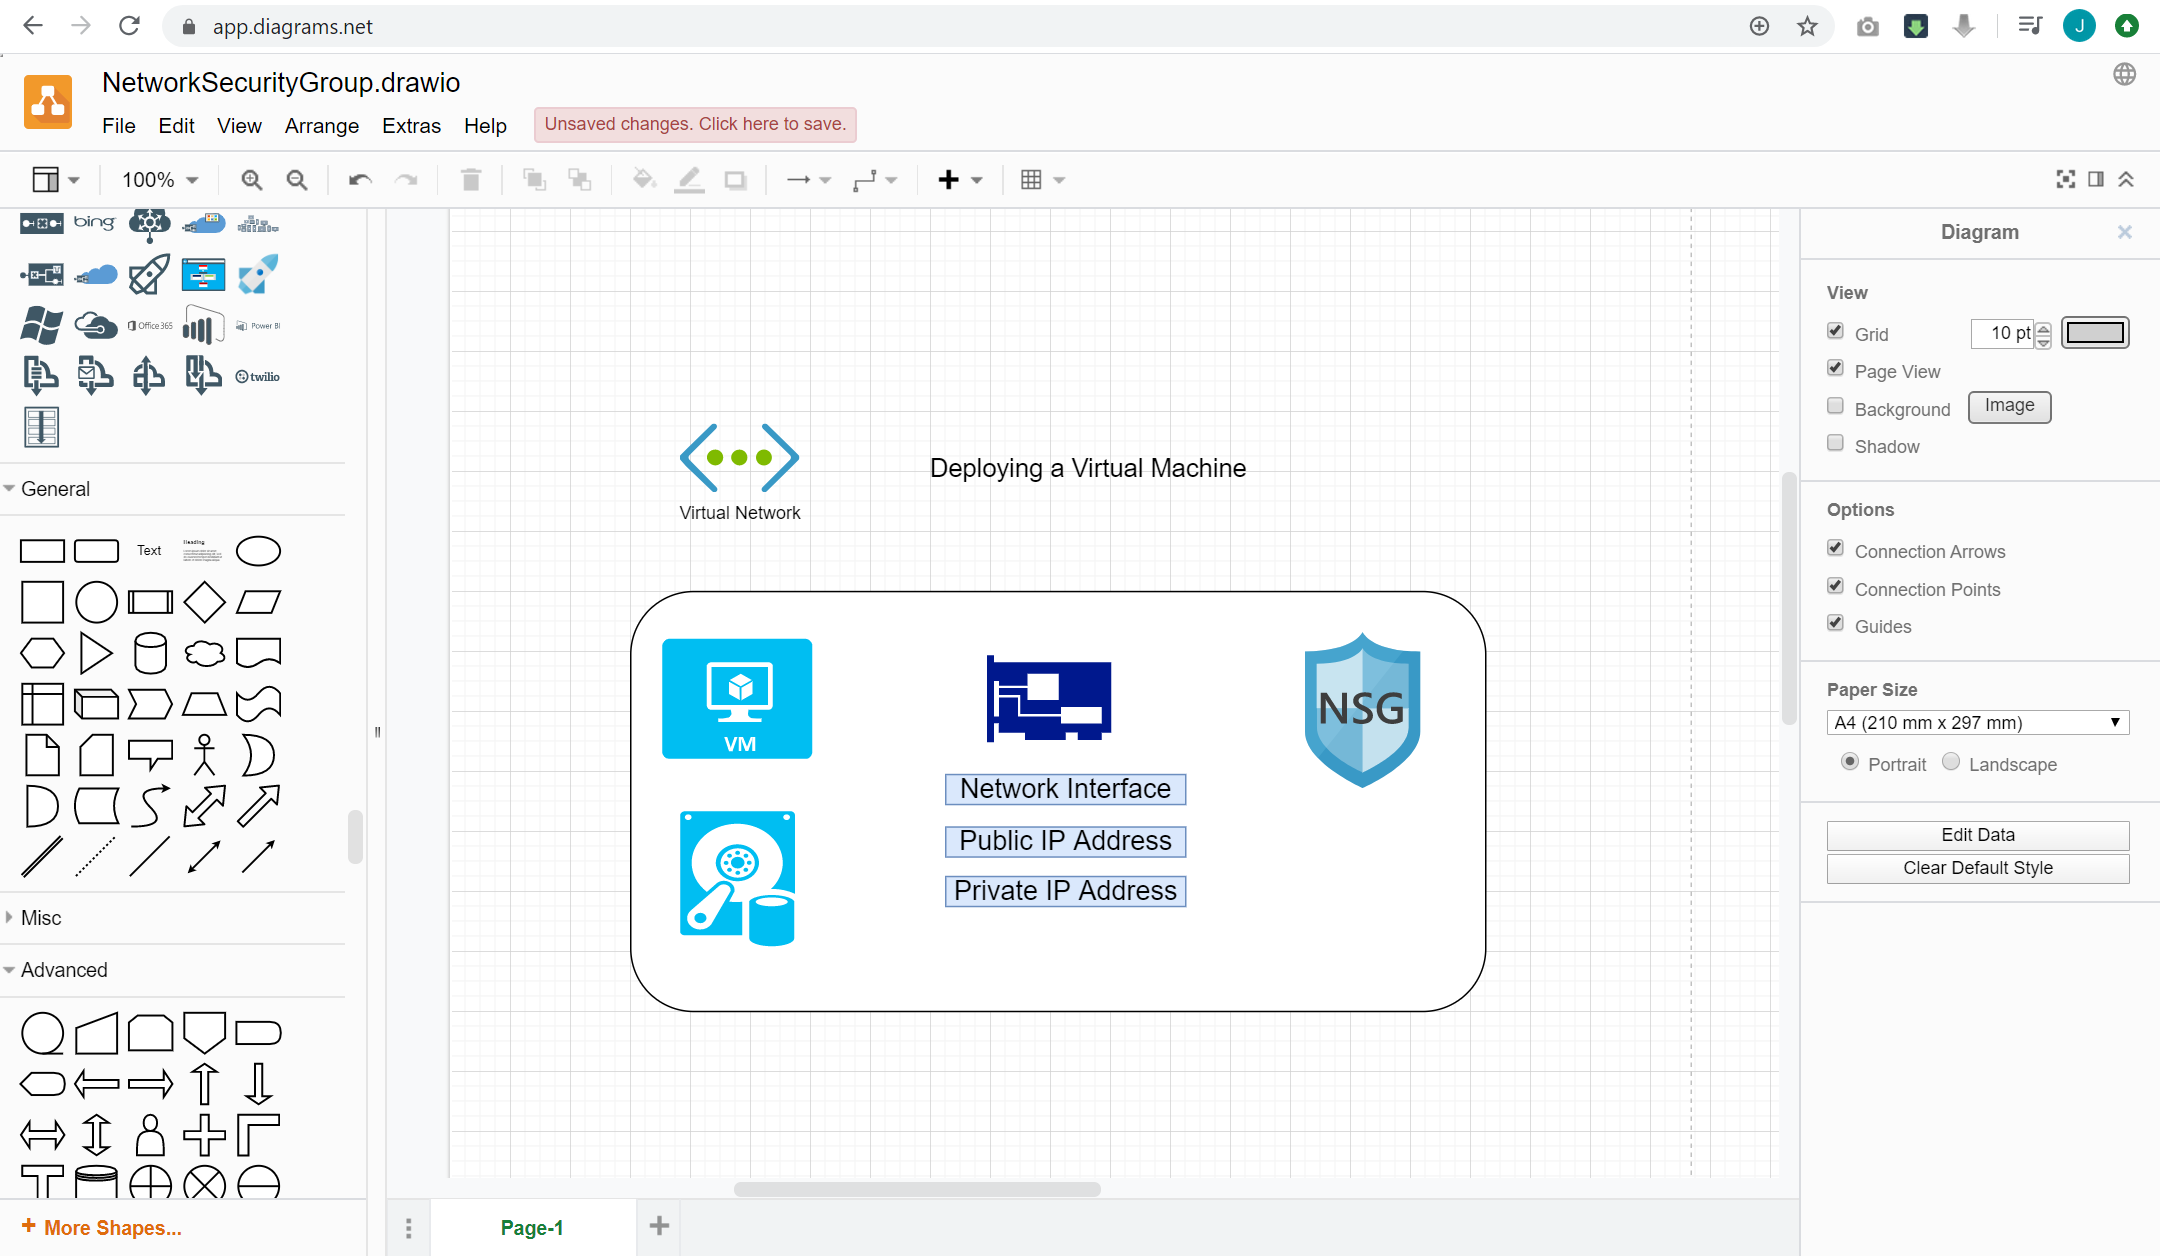 app.diagrams.net
J
NetworkSecurityGroup.drawio
File Edit View Arrange Extras Help
Unsaved changes. Click here to save.
100%
bing
Office 365
Power BI
twilio
General
Text
Heading
Misc
Advanced
+ More Shapes...
Virtual Network
Deploying a Virtual Machine
VM
NSG
Network Interface
Public IP Address
Private IP Address
Page-1
Diagram
View
Grid
10 pt
Page View
Background
Image
Shadow
Options
Connection Arrows
Connection Points
Guides
Paper Size
A4 (210 mm x 297 mm)
Portrait
Landscape
Edit Data
Clear Default Style